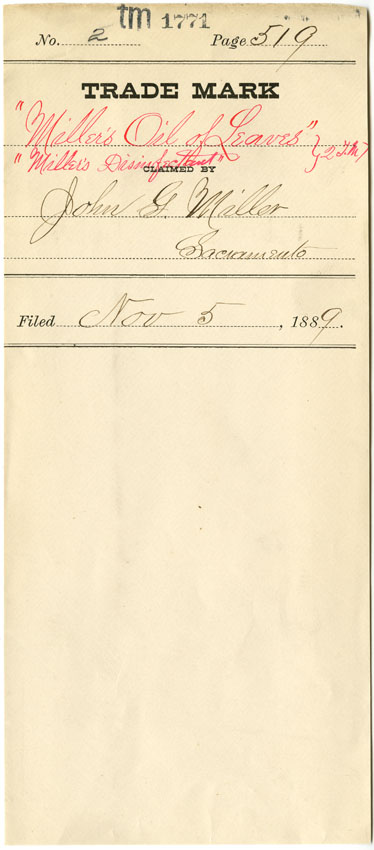 tm 1771
No. 2 Page 519
TRADE MARK
"Miller's Oil of Leaves"
"Miller's Disinfectant" } 2 T.M.
CLAIMED BY
John G. Miller
Sacramento
Filed Nov 5, 1889.